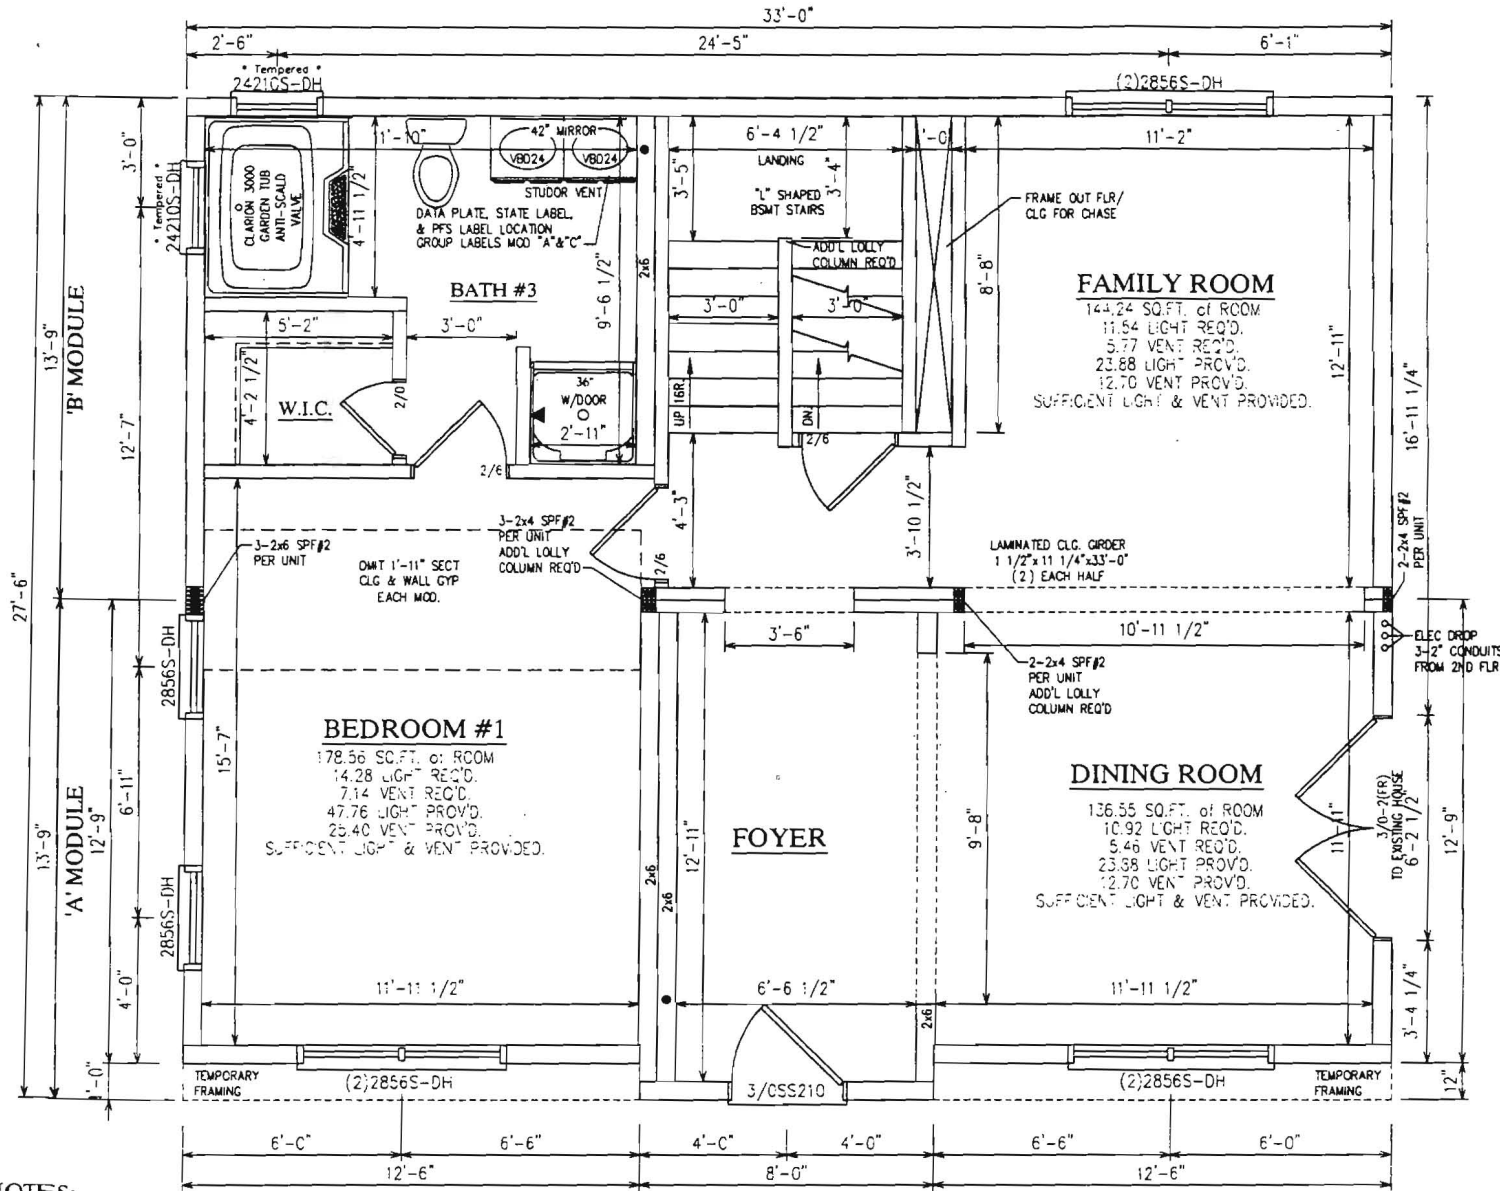 33'-0"
2'-6"
24'-5"
6'-1"
* Tempered *
24210S-DH
(2)2856S-DH
3'-0"
* Tempered *
24210S-DH
1'-10"
42" MIRROR
VBD24
VBD24
STUDOR VENT
6'-4 1/2"
LANDING
3'-5"
3'-4"
"L" SHAPED
BSMT STAIRS
11'-2"
CLARION 3000
GARDEN TUB
ANTI-SCALD
VALVE
4'-11 1/2"
DATA PLATE, STATE LABEL,
& PFS LABEL LOCATION
GROUP LABELS MOD "A"&"C"
FRAME OUT FLR/
CLG FOR CHASE
ADD'L LOLLY
COLUMN REQ'D
BATH #3
9'-6 1/2"
2x6
8'-8"
3'-0"
3'-0"
FAMILY ROOM
144.24 SQ.FT. of ROOM
11.54 LIGHT REQ'D.
5.77 VENT REQ'D.
23.88 LIGHT PROV'D.
12.70 VENT PROV'D.
SUFFICIENT LIGHT & VENT PROVIDED.
12'-11"
16'-11 1/4"
5'-2"
3'-0"
4'-2 1/2"
W.I.C.
2/0
36"
W/DOOR
2'-11"
UP 16R.
DN.
2/6
2/6
13'-9"
'B' MODULE
12'-7"
27'-6"
3-2x6 SPF#2
PER UNIT
OMIT 1'-11" SECT
CLG & WALL GYP
EACH MOD.
3-2x4 SPF#2
PER UNIT
ADD'L LOLLY
COLUMN REQ'D
4'-3"
2/6
3'-10 1/2"
LAMINATED CLG. GIRDER
1 1/2"x11 1/4"x33'-0"
(2) EACH HALF
2-2x4 SPF#2
PER UNIT
3'-6"
10'-11 1/2"
ELEC DROP
3-2" CONDUITS
FROM 2ND FLR
2-2x4 SPF#2
PER UNIT
ADD'L LOLLY
COLUMN REQ'D
2856S-DH
BEDROOM #1
178.56 SQ.FT. of ROOM
14.28 LIGHT REQ'D.
7.14 VENT REQ'D.
47.76 LIGHT PROV'D.
25.40 VENT PROV'D.
SUFFICIENT LIGHT & VENT PROVIDED.
15'-7"
6'-11"
13'-9"
'A' MODULE
12'-9"
2856S-DH
4'-0"
1'-0"
2x6
2x6
12'-11"
FOYER
9'-8"
DINING ROOM
136.55 SQ.FT. of ROOM
10.92 LIGHT REQ'D.
5.46 VENT REQ'D.
23.88 LIGHT PROV'D.
12.70 VENT PROV'D.
SUFFICIENT LIGHT & VENT PROVIDED.
11'-11"
3/0-2(FR)
TO EXISTING HOUSE
6'-2 1/2"
12'-9"
3'-4 1/4"
12"
11'-11 1/2"
6'-6 1/2"
11'-11 1/2"
2x6
TEMPORARY
FRAMING
(2)2856S-DH
3/0SS210
(2)2856S-DH
TEMPORARY
FRAMING
6'-0"
6'-6"
4'-0"
4'-0"
6'-6"
6'-0"
12'-6"
8'-0"
12'-6"